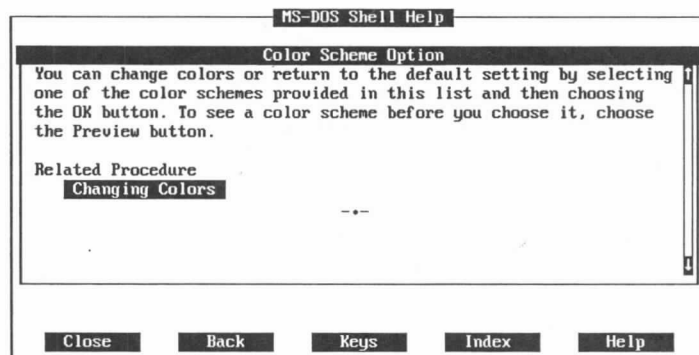 MS-DOS Shell Help
Color Scheme Option
You can change colors or return to the default setting by selecting
one of the color schemes provided in this list and then choosing
the OK button. To see a color scheme before you choose it, choose
the Preview button.
Related Procedure
Changing Colors
Close Back Keys Index Help